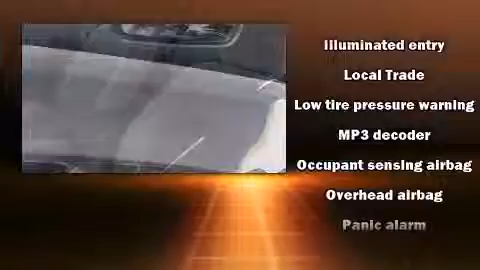 Illuminated entry
Local Trade
Low tire pressure warning
MP3 decoder
Occupant sensing airbag
Overhead airbag
Panic alarm